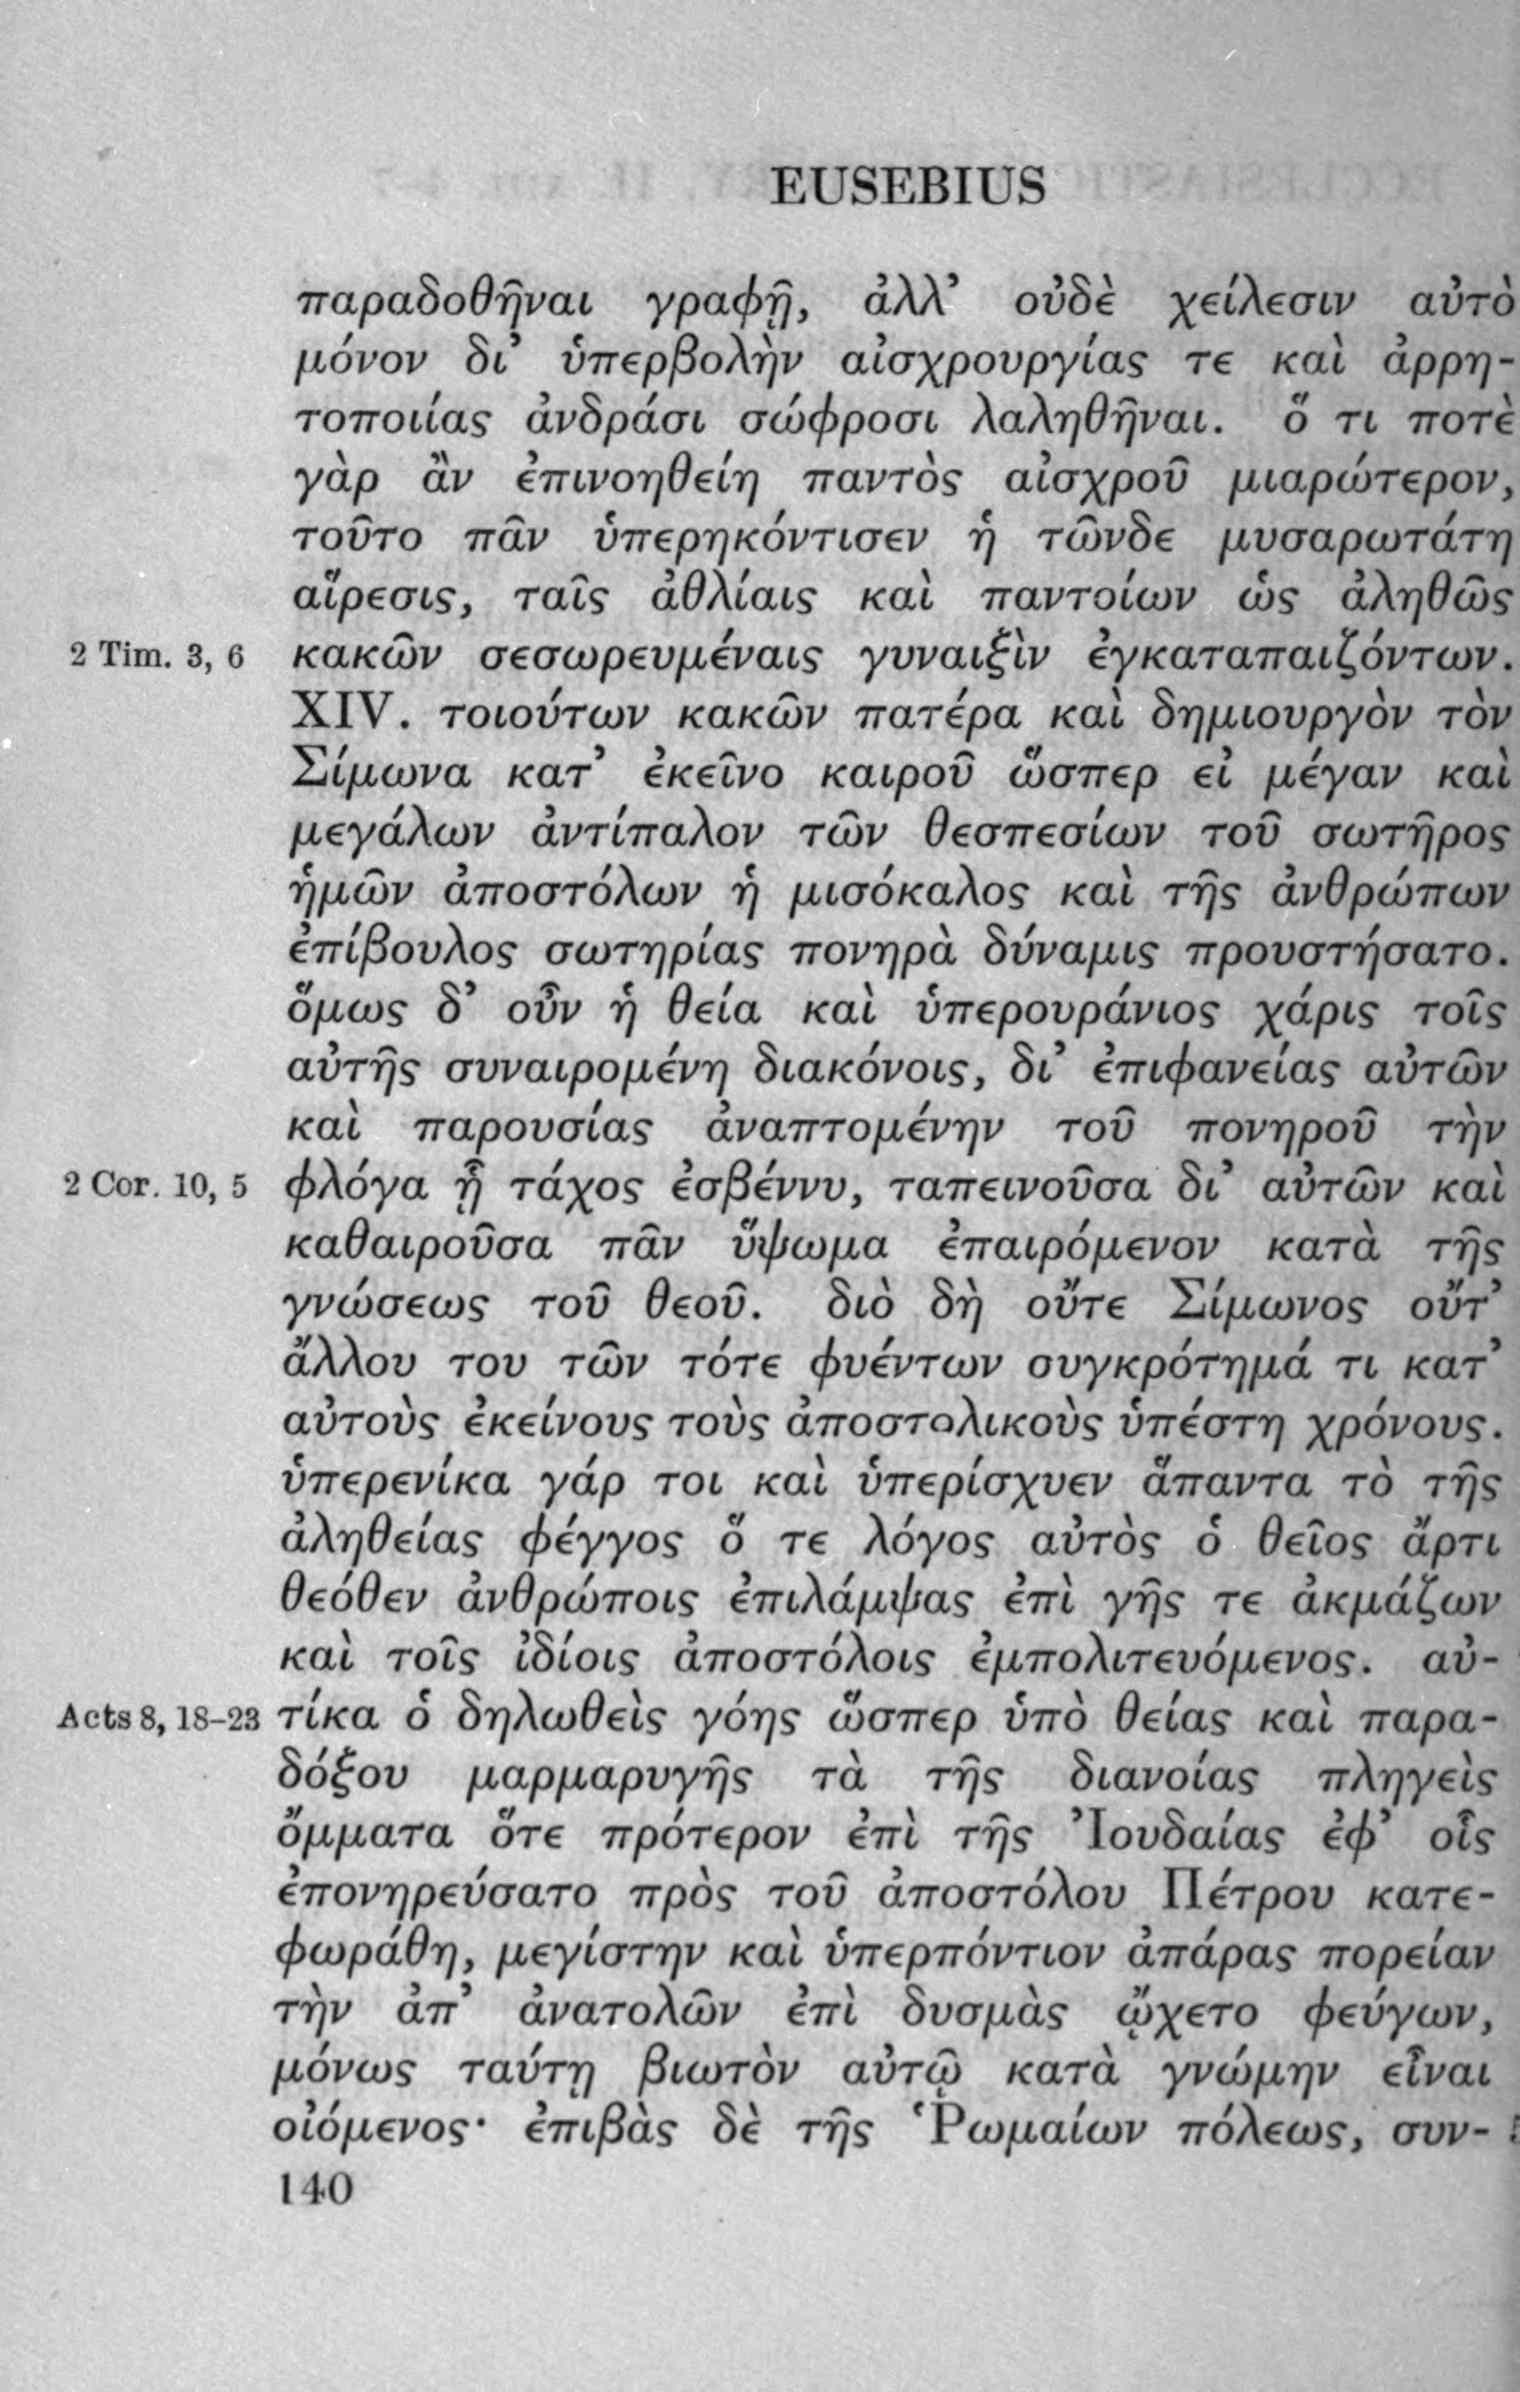 EUSEBIUS
παραδοθῆναι γραφῇ, ἀλλ’ οὐδὲ χείλεσιν αὐτὸ
μόνον δι’ ὑπερβολὴν αἰσχρουργίας τε καὶ ἀρρη-
τοποιίας ἀνδράσι σώφροσι λαληθῆναι. ὅ τι ποτὲ
γὰρ ἂν ἐπινοηθείη παντὸς αἰσχροῦ μιαρώτερον,
τοῦτο πᾶν ὑπερηκόντισεν ἡ τῶνδε μυσαρωτάτη
αἵρεσις, ταῖς ἀθλίαις καὶ παντοίων ὡς ἀληθῶς
2 Tim. 3, 6 κακῶν σεσωρευμέναις γυναιξὶν ἐγκαταπαιζόντων.
XIV. τοιούτων κακῶν πατέρα καὶ δημιουργὸν τὸν
Σίμωνα κατ’ ἐκεῖνο καιροῦ ὥσπερ εἰ μέγαν καὶ
μεγάλων ἀντίπαλον τῶν θεσπεσίων τοῦ σωτῆρος
ἡμῶν ἀποστόλων ἡ μισόκαλος καὶ τῆς ἀνθρώπων
ἐπίβουλος σωτηρίας πονηρὰ δύναμις προυστήσατο.
ὅμως δ’ οὖν ἡ θεία καὶ ὑπερουράνιος χάρις τοῖς
αὐτῆς συναιρομένη διακόνοις, δι’ ἐπιφανείας αὐτῶν
καὶ παρουσίας ἀναπτομένην τοῦ πονηροῦ τὴν
2 Cor. 10, 5 φλόγα ᾗ τάχος ἐσβέννυ, ταπεινοῦσα δι’ αὐτῶν καὶ
καθαιροῦσα πᾶν ὕψωμα ἐπαιρόμενον κατὰ τῆς
γνώσεως τοῦ θεοῦ. διὸ δὴ οὔτε Σίμωνος οὔτ’
ἄλλου του τῶν τότε φυέντων συγκρότημά τι κατ’
αὐτοὺς ἐκείνους τοὺς ἀποστολικοὺς ὑπέστη χρόνους.
ὑπερενίκα γάρ τοι καὶ ὑπερίσχυεν ἅπαντα τὸ τῆς
ἀληθείας φέγγος ὅ τε λόγος αὐτὸς ὁ θεῖος ἄρτι
θεόθεν ἀνθρώποις ἐπιλάμψας ἐπὶ γῆς τε ἀκμάζων
καὶ τοῖς ἰδίοις ἀποστόλοις ἐμπολιτευόμενος. αὐ-
Acts 8, 18-23 τίκα ὁ δηλωθεὶς γόης ὥσπερ ὑπὸ θείας καὶ παρα-
δόξου μαρμαρυγῆς τὰ τῆς διανοίας πληγεὶς
ὄμματα ὅτε πρότερον ἐπὶ τῆς Ἰουδαίας ἐφ’ οἷς
ἐπονηρεύσατο πρὸς τοῦ ἀποστόλου Πέτρου κατε-
φωράθη, μεγίστην καὶ ὑπερπόντιον ἀπάρας πορείαν
τὴν ἀπ’ ἀνατολῶν ἐπὶ δυσμὰς ᾤχετο φεύγων,
μόνως ταύτῃ βιωτὸν αὐτῷ κατὰ γνώμην εἶναι
οἰόμενος· ἐπιβὰς δὲ τῆς Ῥωμαίων πόλεως, συν-
140